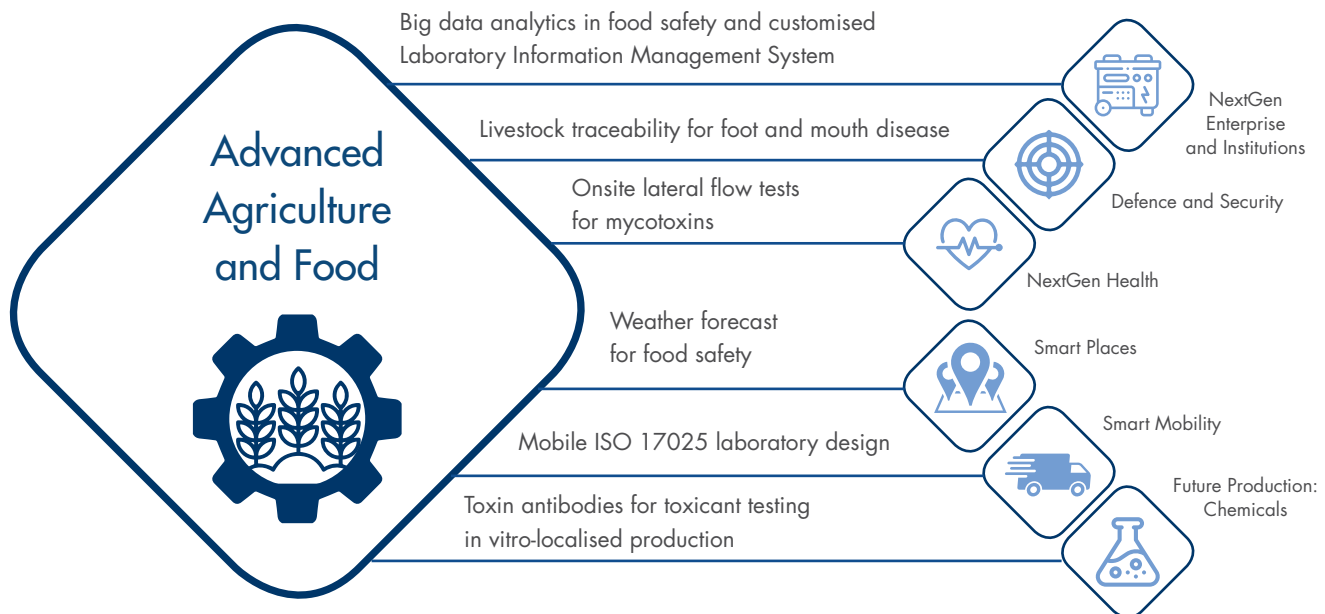 Big data analytics in food safety and customised
Laboratory Information Management System
NextGen
Enterprise
and Institutions
Advanced
Agriculture
and Food
Livestock traceability for foot and mouth disease
Defence and Security
Onsite lateral flow tests
for mycotoxins
NextGen Health
Weather forecast
for food safety
Smart Places
Mobile ISO 17025 laboratory design
Smart Mobility
Toxin antibodies for toxicant testing
in vitro-localised production
Future Production:
Chemicals